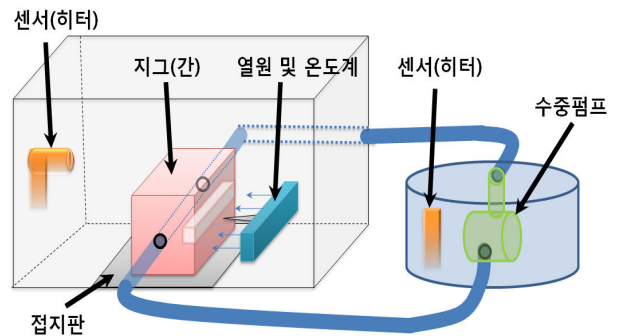 센서(히터)
지그(간)
열원 및 온도계
센서(히터)
수중펌프
접지판